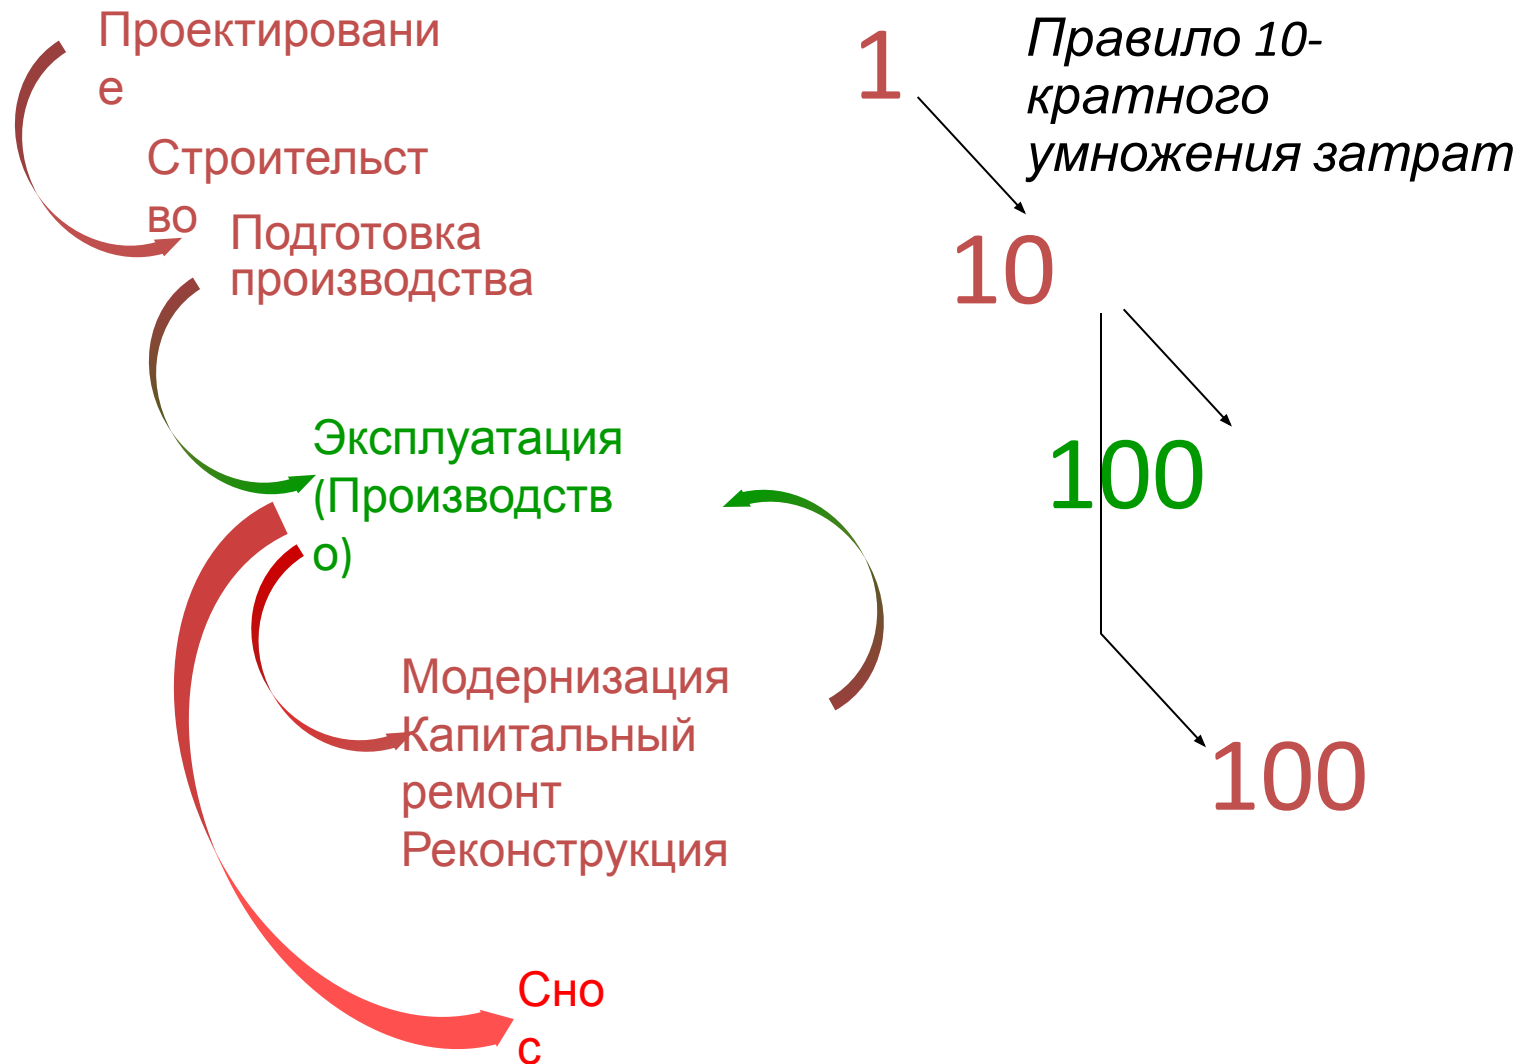 Проектировани
е
Строительст
во
Подготовка
производства
Эксплуатация
(Производств
о)
Модернизация
Капитальный
ремонт
Реконструкция
Сно
с
1
Правило 10-
кратного
умножения затрат
10
100
100